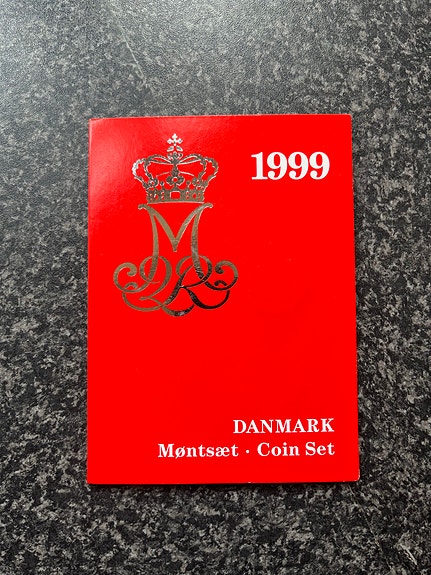 1999
DANMARK
Møntsæt · Coin Set